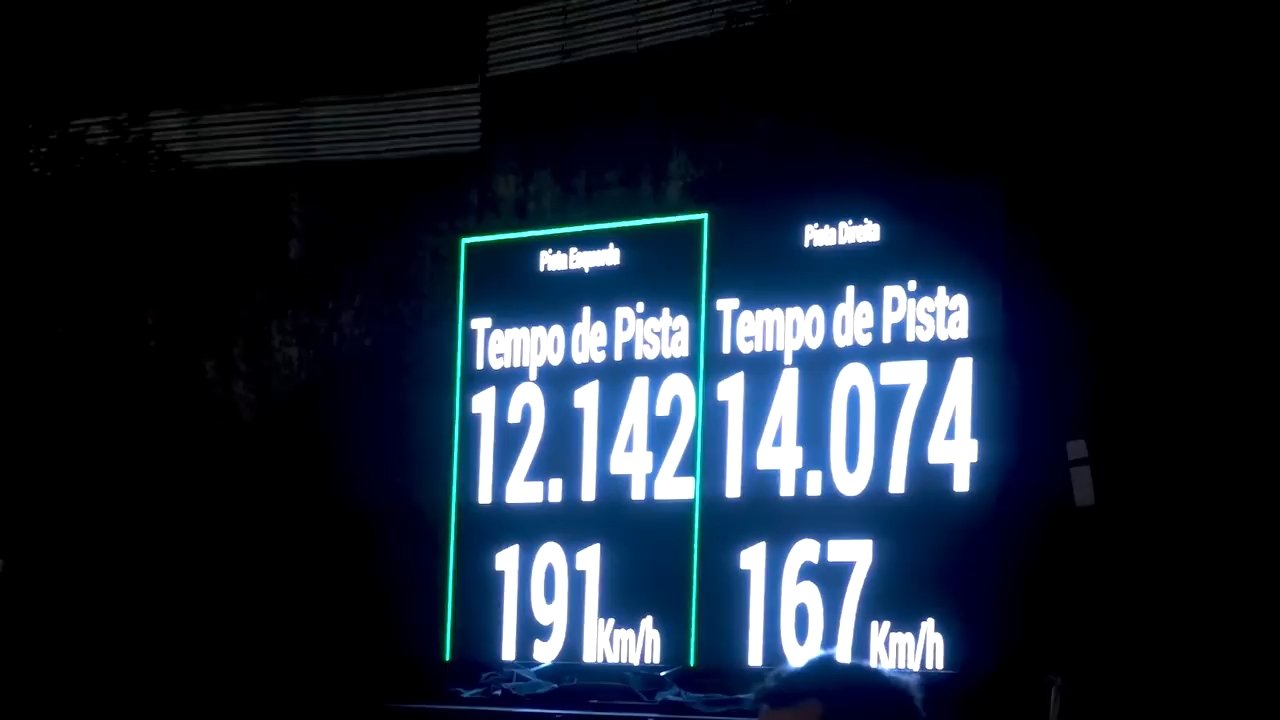 Pista Esquerda
Tempo de Pista
12.142
191 Km/h
Pista Direita
Tempo de Pista
14.074
167 Km/h